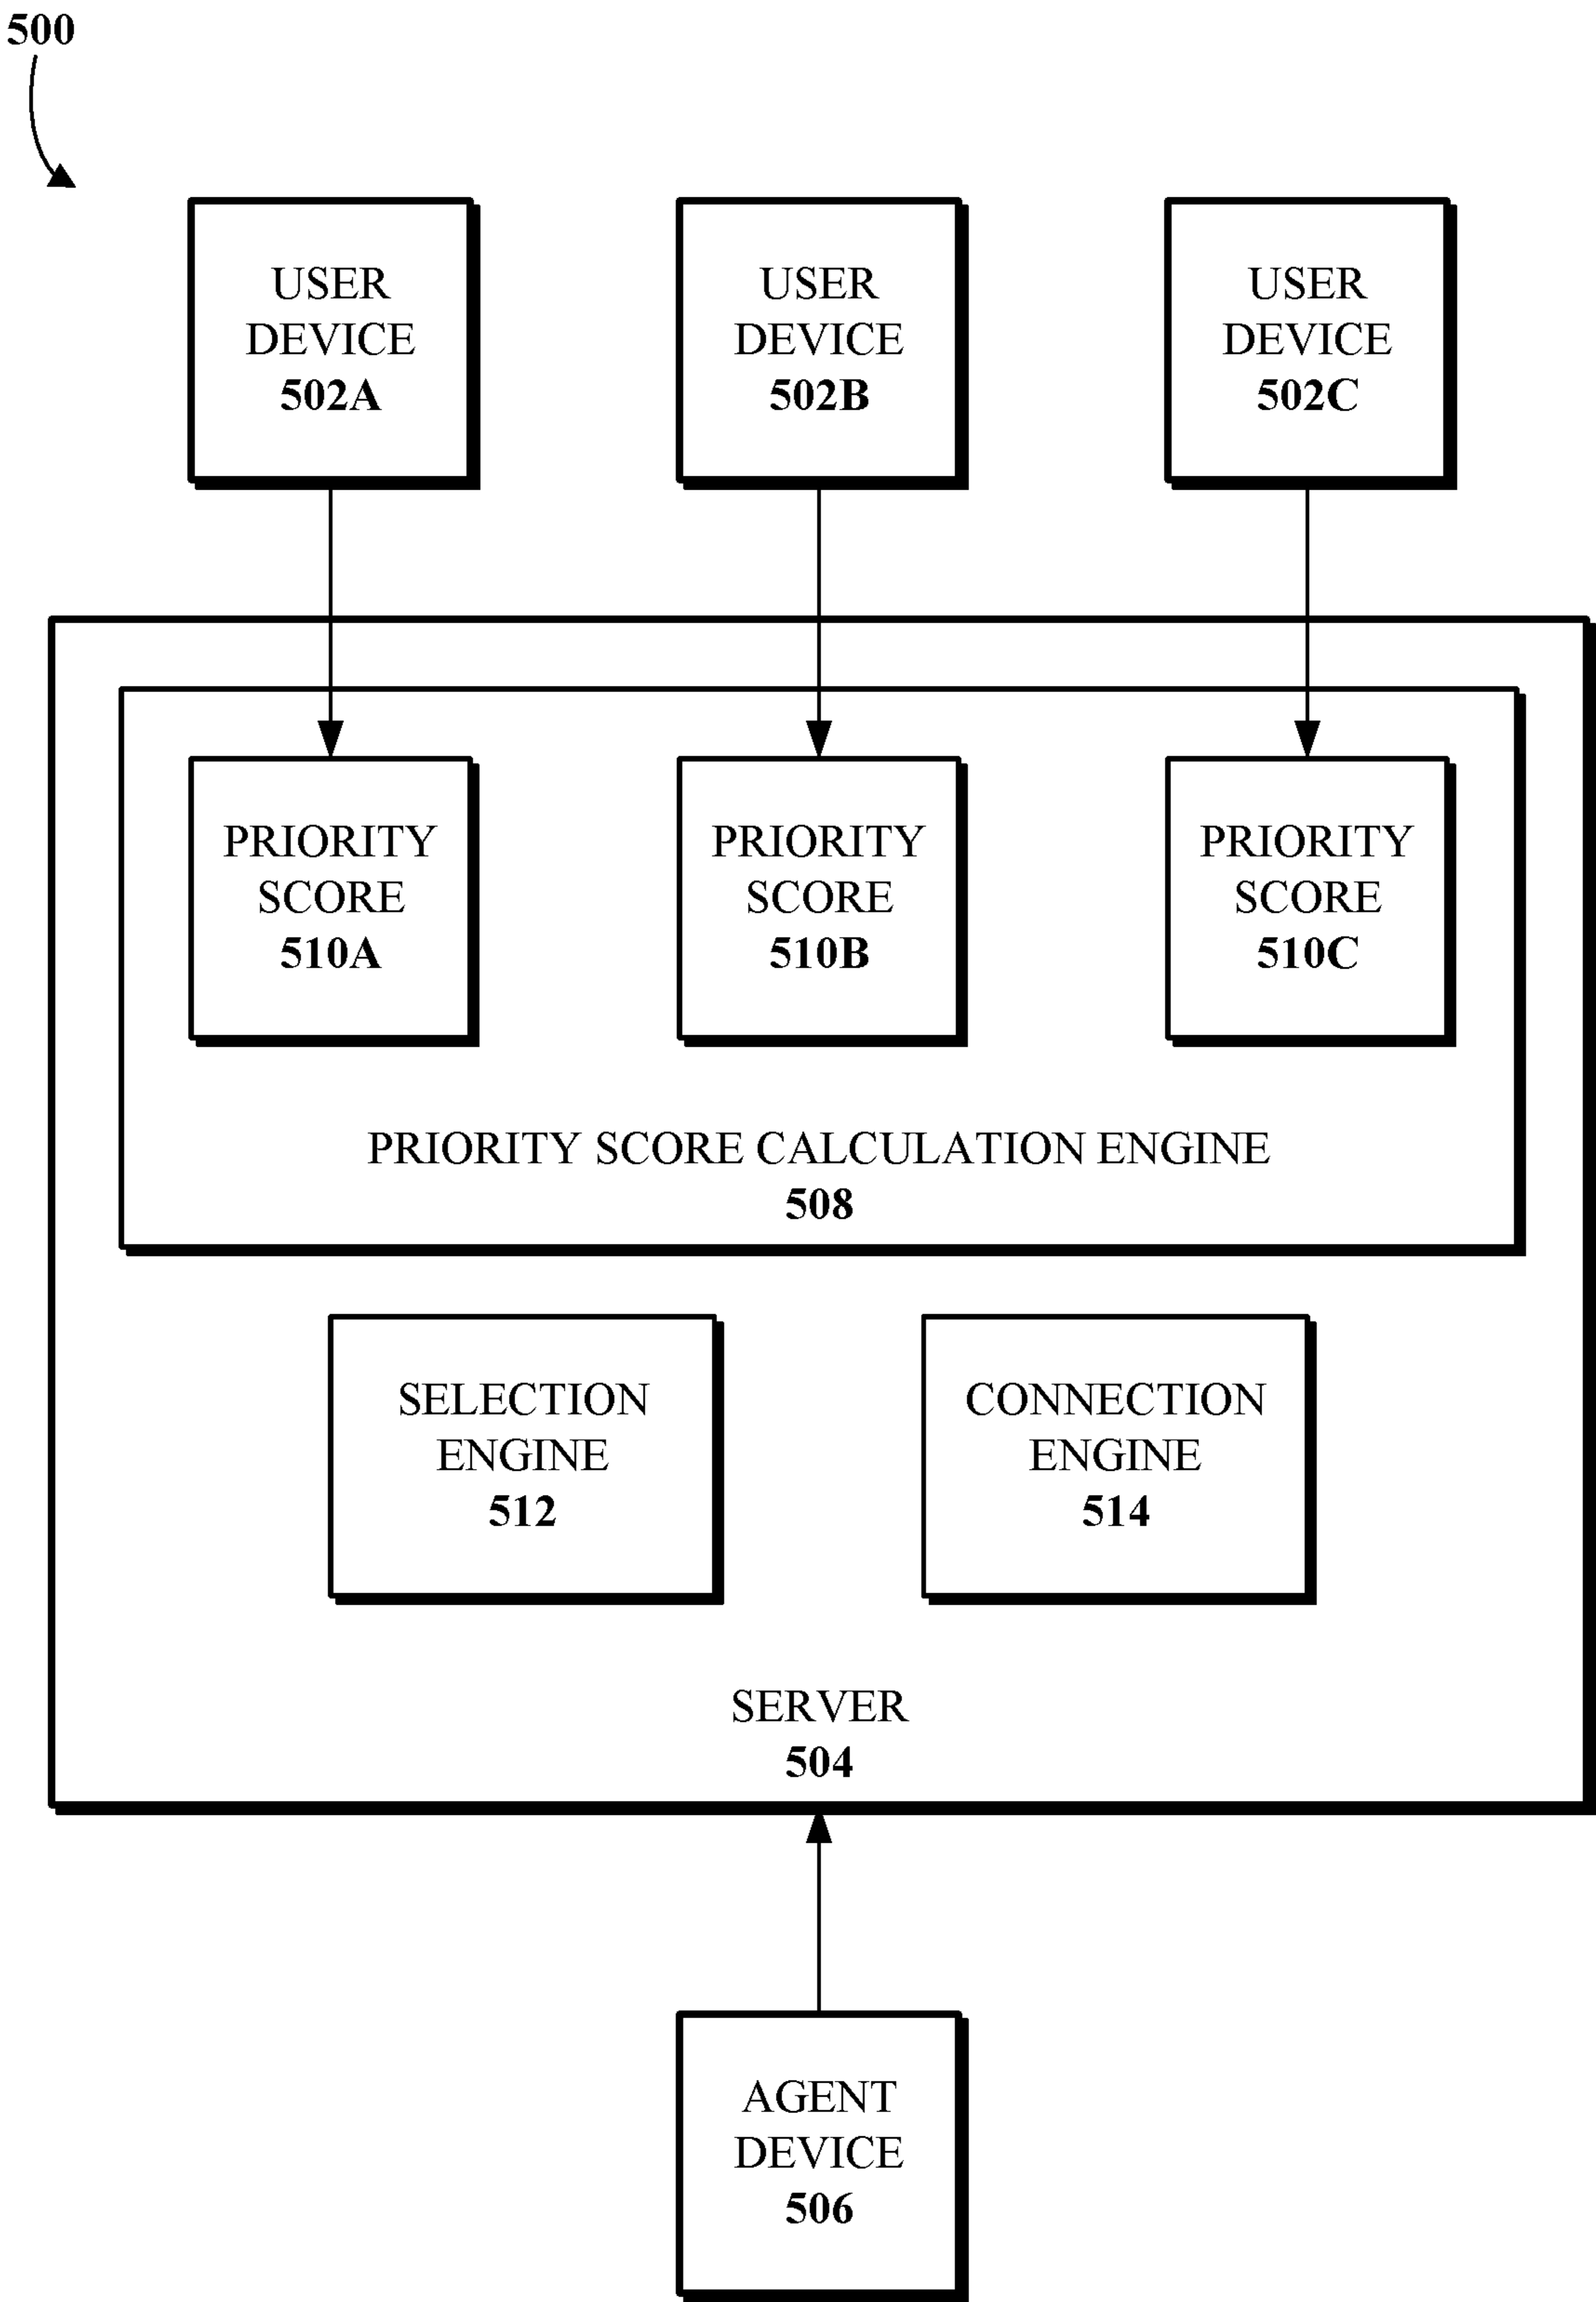 500
USER
DEVICE
502A
USER
DEVICE
502B
USER
DEVICE
502C
PRIORITY
SCORE
510A
PRIORITY
SCORE
510B
PRIORITY
SCORE
510C
PRIORITY SCORE CALCULATION ENGINE
508
SELECTION
ENGINE
512
CONNECTION
ENGINE
514
SERVER
504
AGENT
DEVICE
506